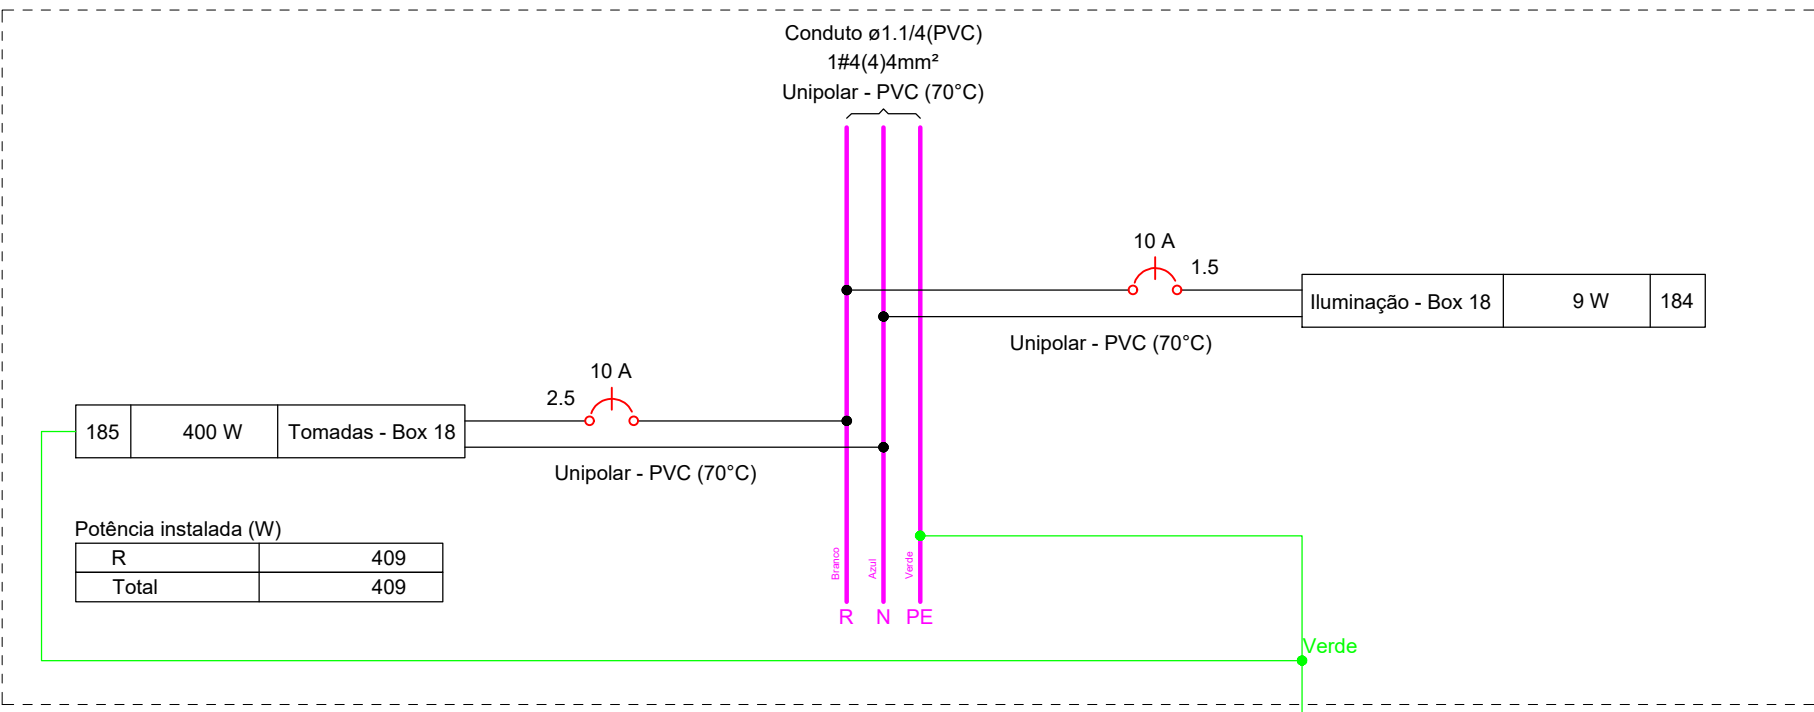 Conduto ø1.1/4(PVC)
1#4(4)4mm²
Unipolar - PVC (70°C)
10 A
1.5
Iluminação - Box 18 9 W 184
Unipolar - PVC (70°C)
10 A
2.5
185 400 W Tomadas - Box 18
Unipolar - PVC (70°C)
Potência instalada (W)
R 409
Total 409
Branco
Azul
Verde
R N PE
Verde